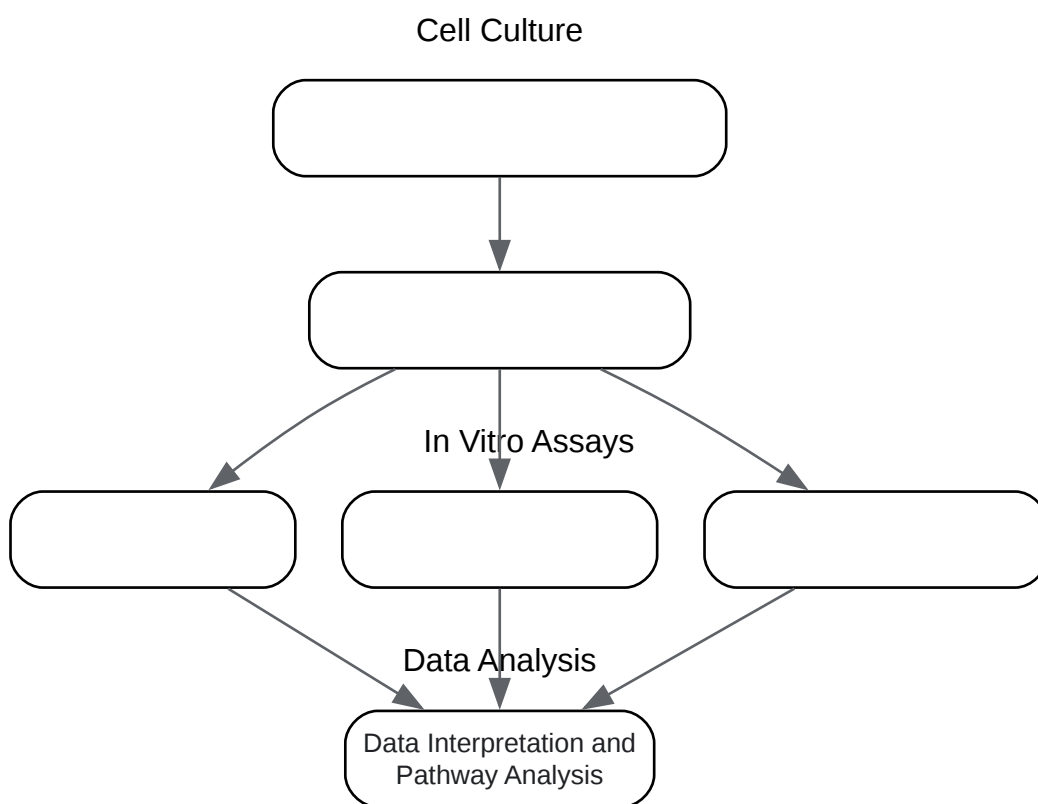 Cell Culture
In Vitro Assays
Data Analysis
Data Interpretation and
Pathway Analysis